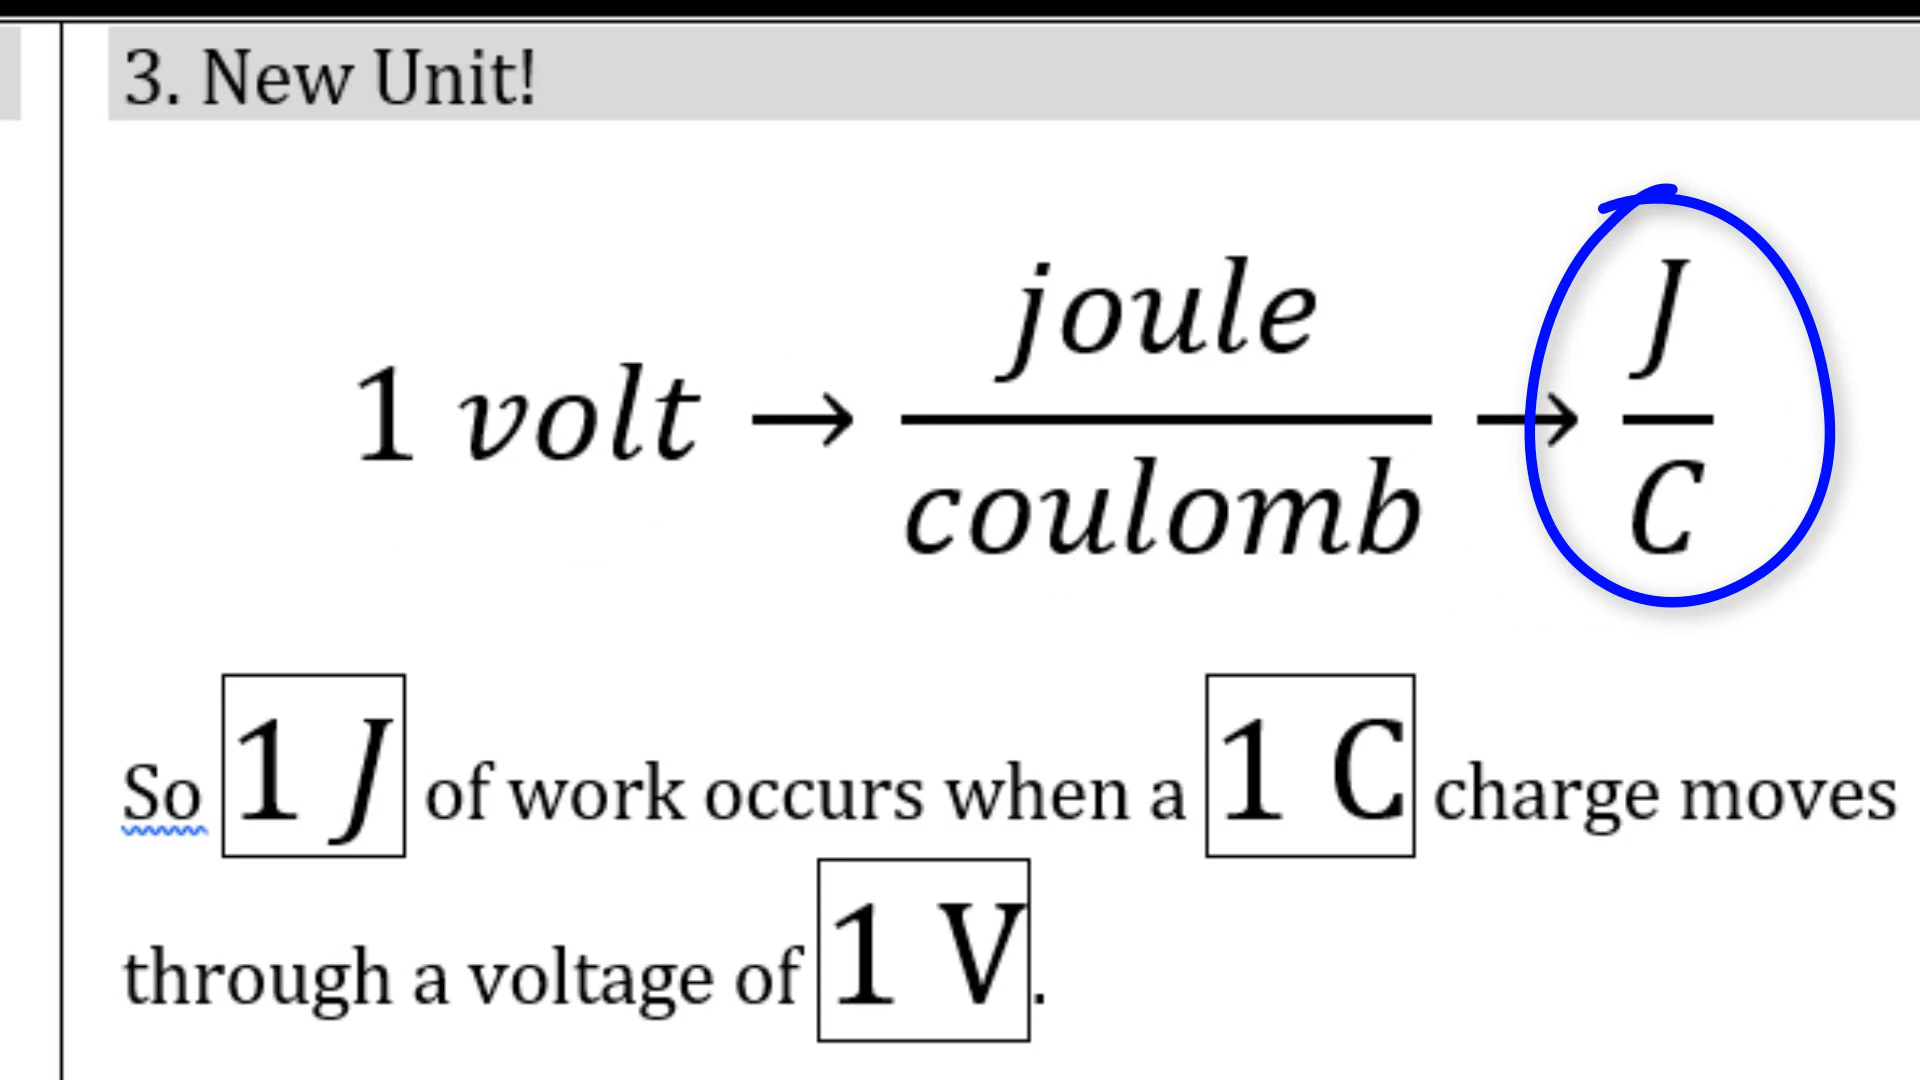 3. New Unit!
1 volt → joule/coulomb → J/C
So 1 J of work occurs when a 1 C charge moves
through a voltage of 1 V.